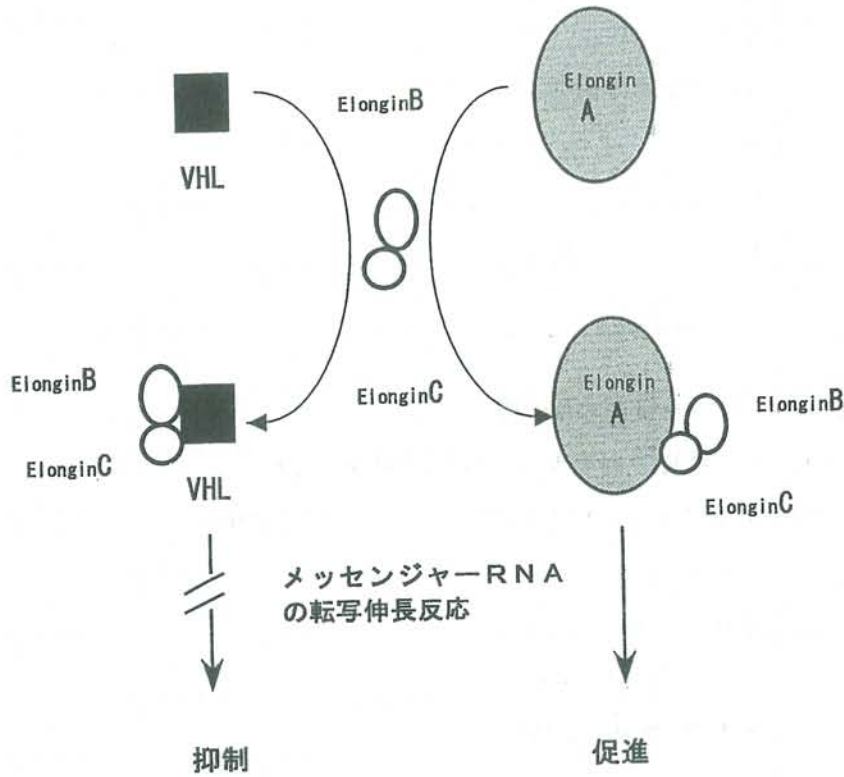 Elongin
A
ElonginB
VHL
ElonginB
ElonginC
VHL
ElonginC
Elongin
A
ElonginB
ElonginC
メッセンジャーRNA
の転写伸長反応
抑制
促進